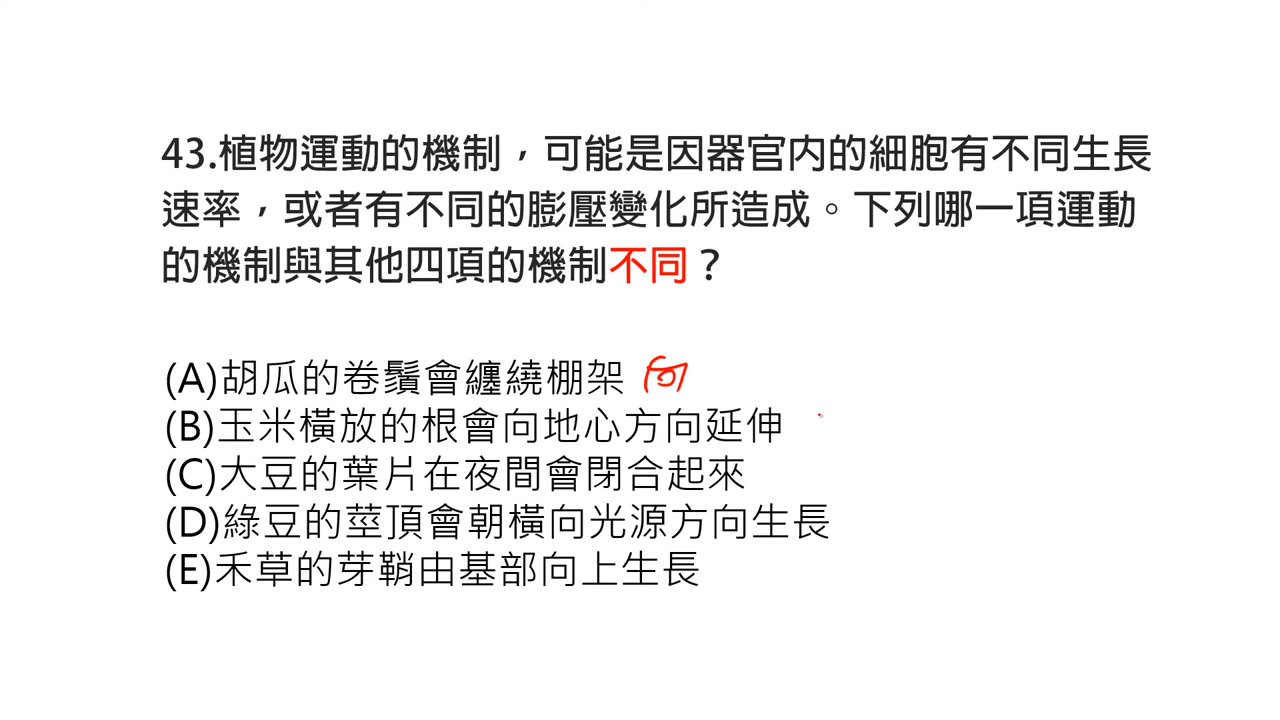 43.植物運動的機制，可能是因器官内的細胞有不同生長
速率，或者有不同的膨壓變化所造成。下列哪一項運動
的機制與其他四項的機制不同？
(A)胡瓜的卷鬚會纏繞棚架 向
(B)玉米橫放的根會向地心方向延伸
(C)大豆的葉片在夜間會閉合起來
(D)綠豆的莖頂會朝橫向光源方向生長
(E)禾草的芽鞘由基部向上生長